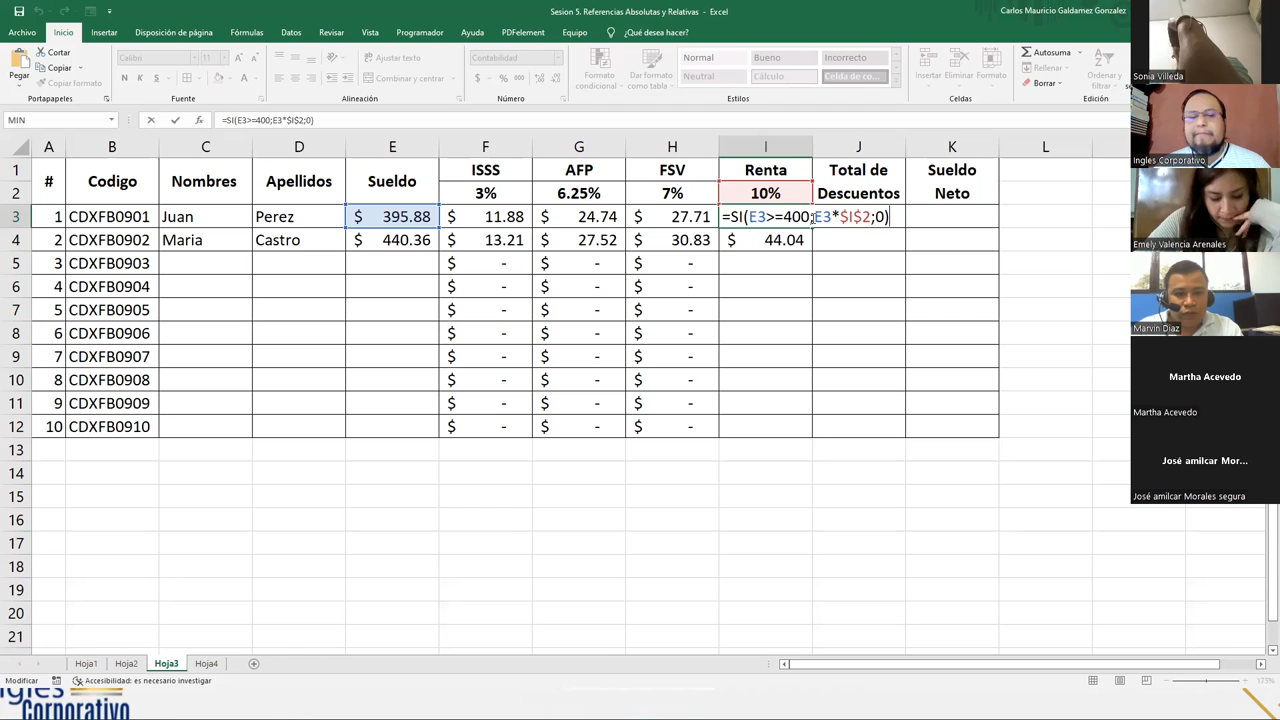 Sesion 5. Referencias Absolutas y Relativas - Excel
Carlos Mauricio Galdamez Gonzalez
Archivo Inicio Insertar Disposición de página Fórmulas Datos Revisar Vista Programador Ayuda PDFelement Equipo ¿Qué desea hacer?
Pegar
Cortar
Copiar
Copiar formato
Portapapeles
Calibri 11
Fuente
Ajustar texto
Combinar y centrar
Alineación
Contabilidad
Número
Formato condicional
Dar formato como tabla
Normal Bueno Incorrecto
Neutral Cálculo Celda de co...
Estilos
Insertar Eliminar Formato
Celdas
Autosuma
Rellenar
Borrar
Ordenar y filtrar
Edición
MIN
=SI(E3>=400;E3*$I$2;0)
A B C D E F G H I J K L
1 # Codigo Nombres Apellidos Sueldo ISSS AFP FSV Renta Total de Descuentos Sueldo Neto
2 3% 6.25% 7% 10%
3 1 CDXFB0901 Juan Perez $ 395.88 $ 11.88 $ 24.74 $ 27.71 =SI(E3>=400;E3*$I$2;0)
4 2 CDXFB0902 Maria Castro $ 440.36 $ 13.21 $ 27.52 $ 30.83 $ 44.04
5 3 CDXFB0903 $ - $ - $ -
6 4 CDXFB0904 $ - $ - $ -
7 5 CDXFB0905 $ - $ - $ -
8 6 CDXFB0906 $ - $ - $ -
9 7 CDXFB0907 $ - $ - $ -
10 8 CDXFB0908 $ - $ - $ -
11 9 CDXFB0909 $ - $ - $ -
12 10 CDXFB0910 $ - $ - $ -
13
14
15
16
17
18
19
20
21
Hoja1 Hoja2 Hoja3 Hoja4
Modificar
Accesibilidad: es necesario investigar
175%
Ingles
Corporativo
Sonia Villeda
Ingles Corporativo
Emely Valencia Arenales
Marvin Diaz
Martha Acevedo
Martha Acevedo
José amilcar Mor...
José amilcar Morales segura